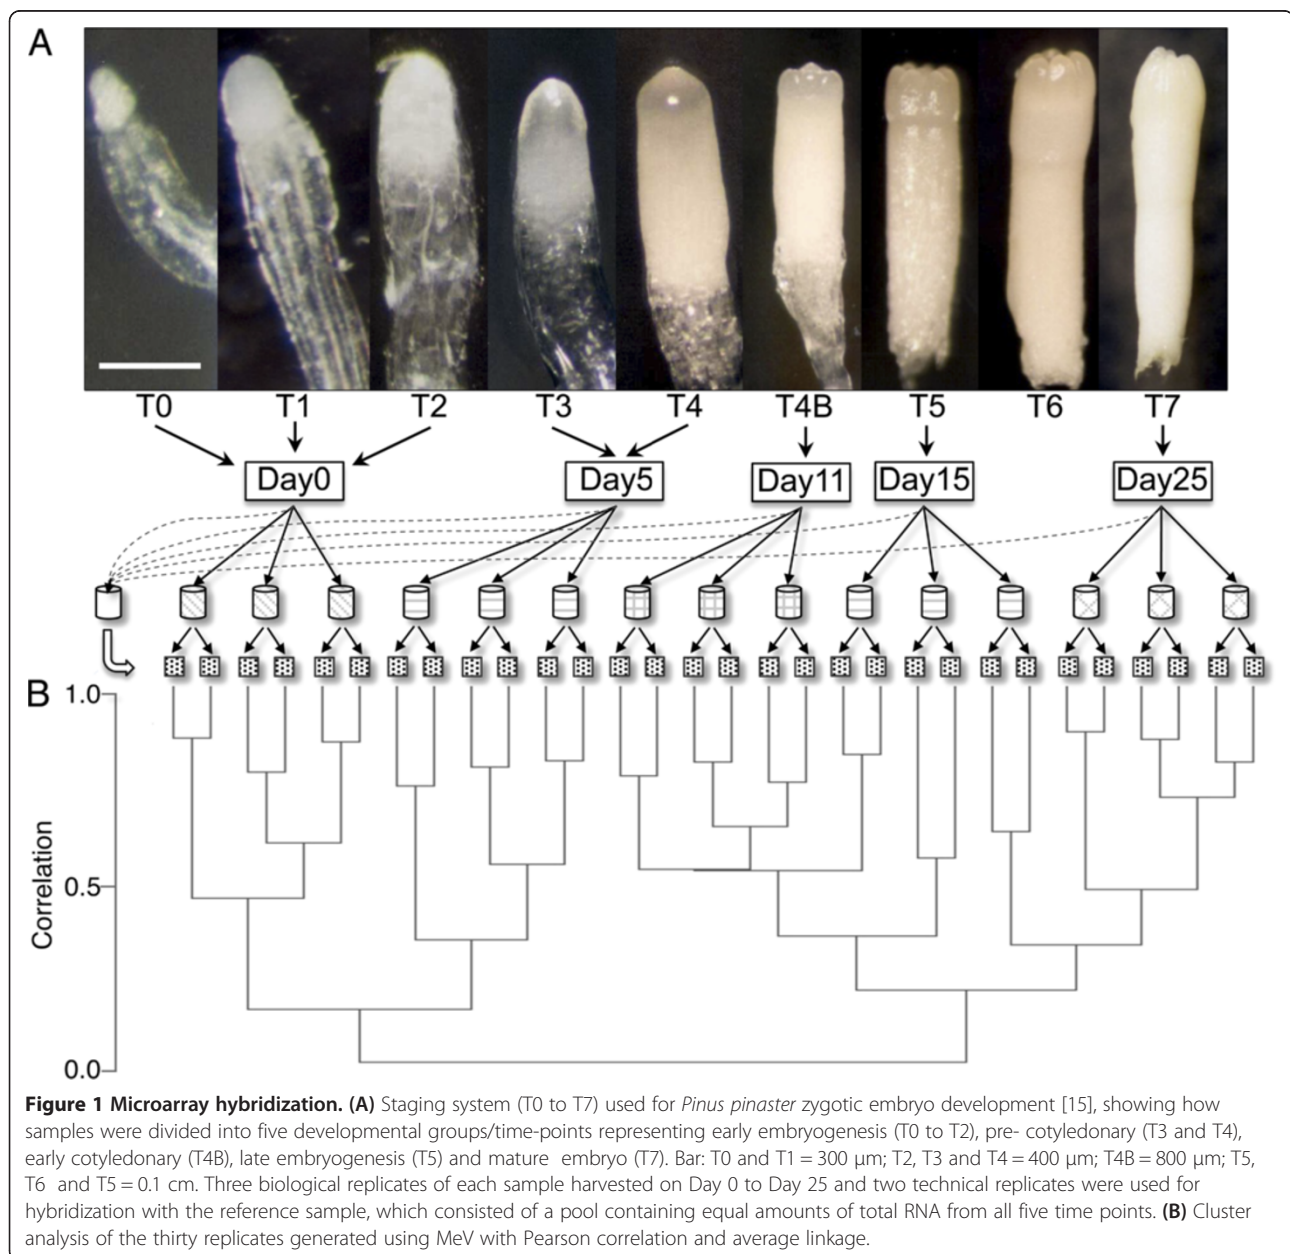 A
T0 T1 T2 T3 T4 T4B T5 T6 T7
Day0 Day5 Day11 Day15 Day25
B
1.0
0.5
0.0
Correlation
Figure 1 Microarray hybridization. (A) Staging system (T0 to T7) used for Pinus pinaster zygotic embryo development [15], showing how
samples were divided into five developmental groups/time-points representing early embryogenesis (T0 to T2), pre- cotyledonary (T3 and T4),
early cotyledonary (T4B), late embryogenesis (T5) and mature embryo (T7). Bar: T0 and T1 = 300 µm; T2, T3 and T4 = 400 µm; T4B = 800 µm; T5,
T6 and T5 = 0.1 cm. Three biological replicates of each sample harvested on Day 0 to Day 25 and two technical replicates were used for
hybridization with the reference sample, which consisted of a pool containing equal amounts of total RNA from all five time points. (B) Cluster
analysis of the thirty replicates generated using MeV with Pearson correlation and average linkage.